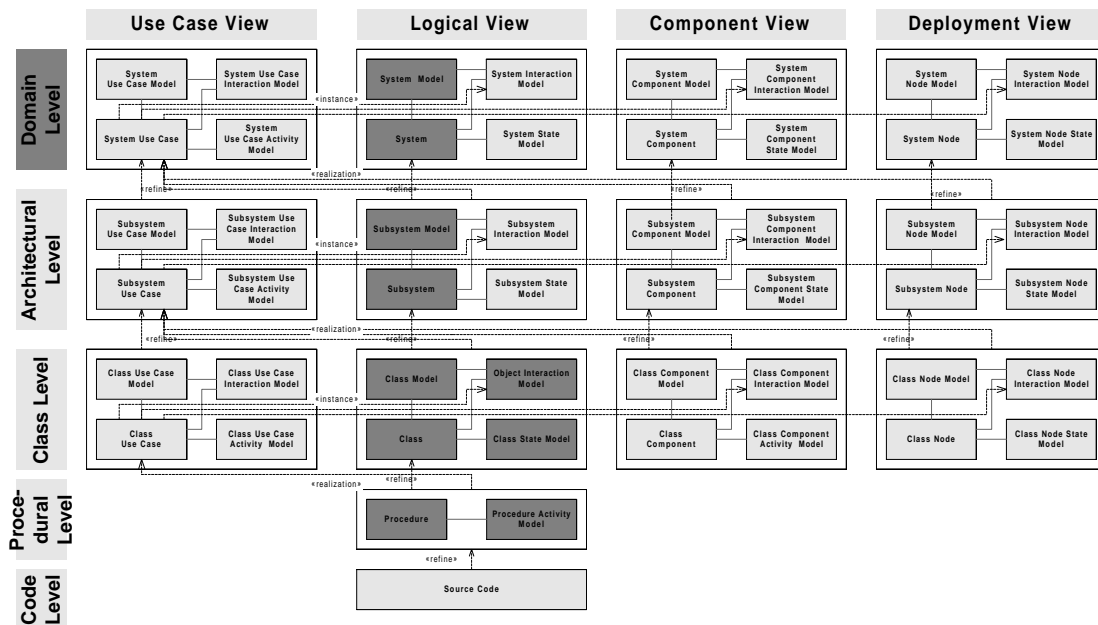 Use Case View
Logical View
Component View
Deployment View
Domain
Level
System
Use Case Model
System Use Case
Interaction Model
System Use Case
System
Use Case Activity
Model
«instance»
System Model
System Interaction
Model
System
System State
Model
System
Component Model
System
Component
Interaction Model
System
Component
System
Component
State Model
System
Node Model
System Node
Interaction Model
System Node
System Node State
Model
«realization»
«refine»
«refine»
«refine»
«refine»
Architectural
Level
Subsystem
Use Case Model
Subsystem Use
Case Interaction
Model
Subsystem
Use Case
Subsystem Use
Case Activity
Model
«instance»
Subsystem Model
Subsystem
Interaction Model
Subsystem
Subsystem State
Model
Subsystem
Component Model
Subsystem
Component
Interaction Model
Subsystem
Component
Subsystem
Component State
Model
Subsystem
Node Model
Subsystem Node
Interaction Model
Subsystem Node
Subsystem Node
State Model
«realization»
«refine»
«refine»
«refine»
«refine»
Class Level
Class Use Case
Model
Class Use Case
Interaction Model
Class
Use Case
Class Use Case
Activity Model
«instance»
Class Model
Object Interaction
Model
Class
Class State Model
Class Component
Model
Class Component
Interaction Model
Class
Component
Class Component
Activity Model
Class Node Model
Class Node
Interaction Model
Class Node
Class Node State
Model
«realization»
«refine»
Proce-
dural
Level
Procedure
Procedure Activity
Model
«refine»
Code
Level
Source Code